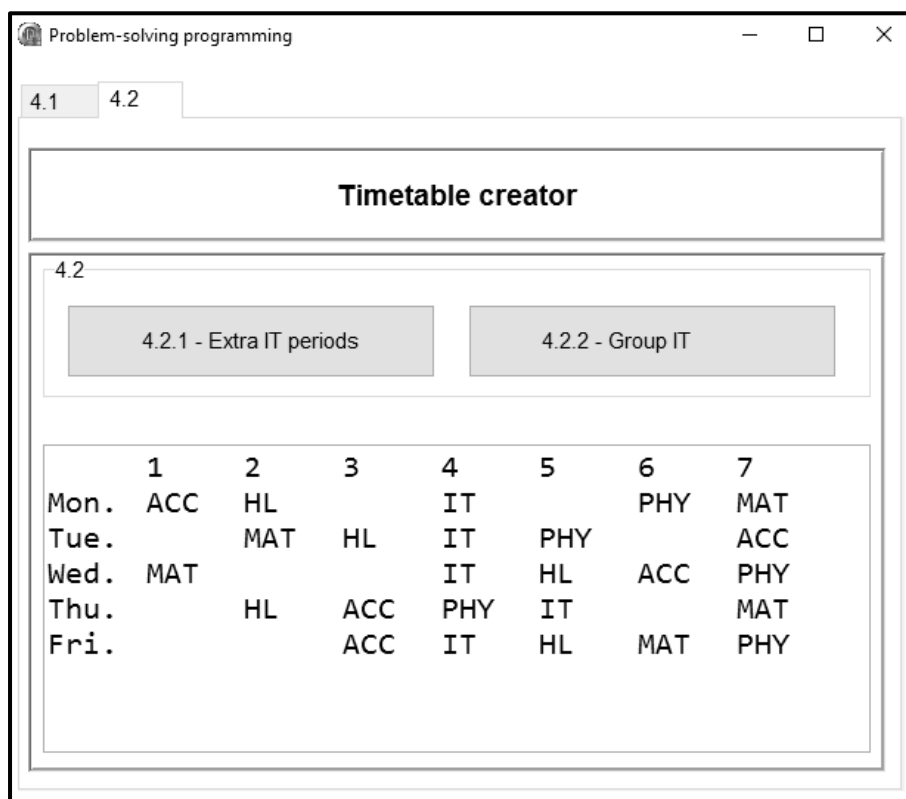 Problem-solving programming
4.1 4.2
Timetable creator
4.2
4.2.1 - Extra IT periods 4.2.2 - Group IT
1 2 3 4 5 6 7
Mon. ACC HL IT PHY MAT
Tue. MAT HL IT PHY ACC
Wed. MAT IT HL ACC PHY
Thu. HL ACC PHY IT MAT
Fri. ACC IT HL MAT PHY